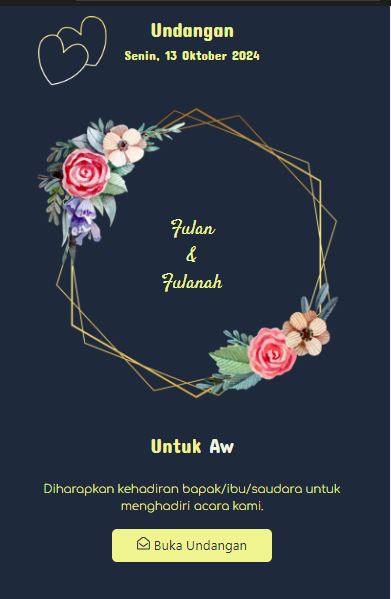 Undangan
Senin, 13 Oktober 2024
Fulan
&
Fulanah
Untuk Aw
Diharapkan kehadiran bapak/ibu/saudara untuk
menghadiri acara kami.
Buka Undangan